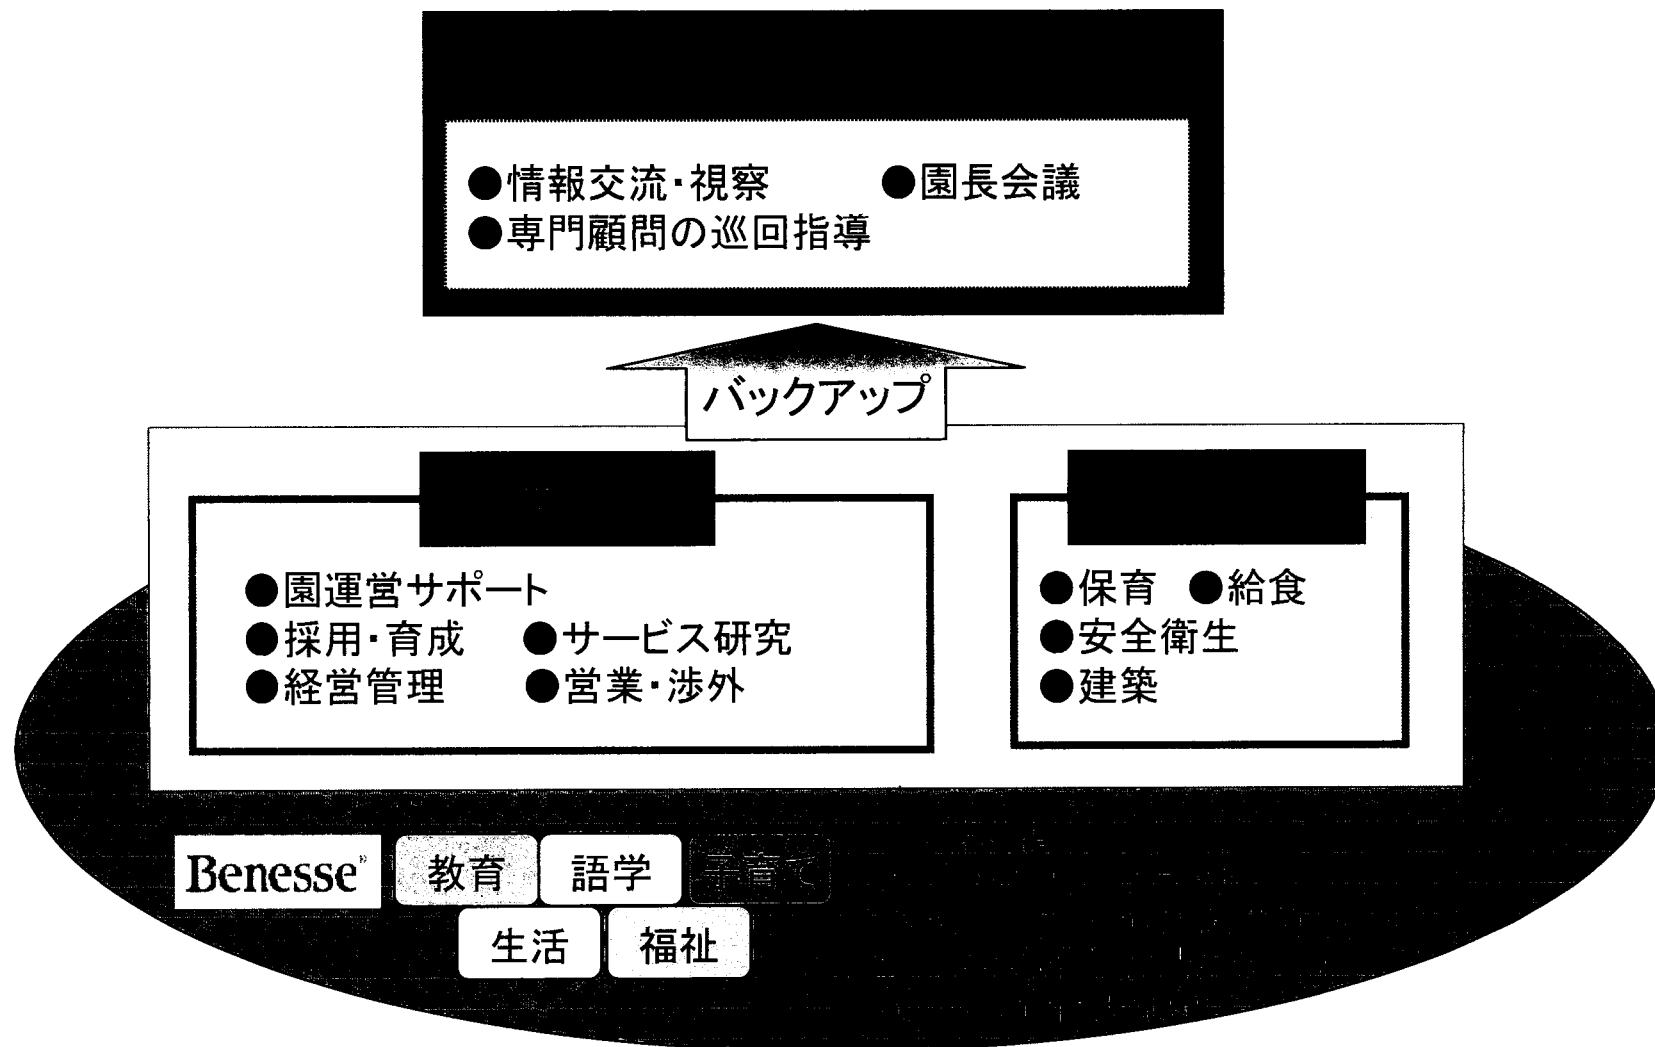 ●情報交流・視察 ●園長会議
●専門顧問の巡回指導
バックアップ
●園運営サポート
●採用・育成 ●サービス研究
●経営管理 ●営業・渉外
●保育 ●給食
●安全衛生
●建築
Benesse®
教育 語学 子育て
生活 福祉